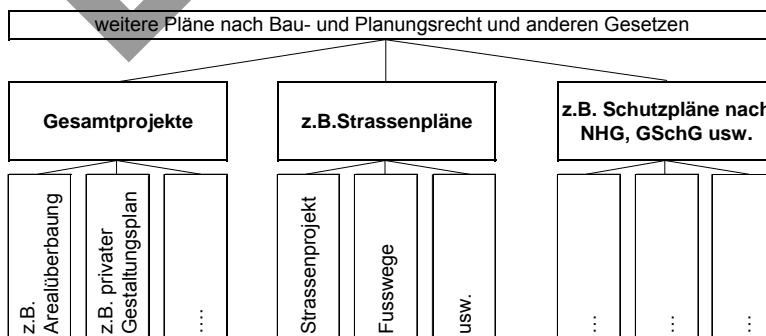 weitere Pläne nach Bau- und Planungsrecht und anderen Gesetzen
Gesamtprojekte
z.B.Strassenpläne
z.B. Schutzpläne nach
NHG, GSchG usw.
z.B.
Arealüberbaung
z.B. privater
Gestaltungsplan
....
Strassenprojekt
Fusswege
usw.
...
...
...